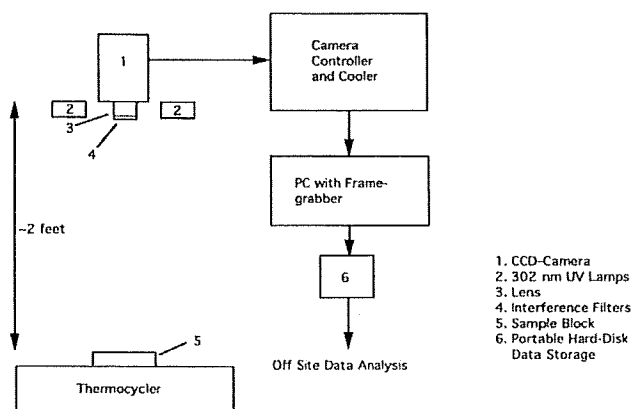 1
Camera
Controller
and Cooler
2
2
3
4
PC with Frame-
grabber
~2 feet
6
1. CCD-Camera
2. 302 nm UV Lamps
3. Lens
4. Interference Filters
5. Sample Block
6. Portable Hard-Disk
Data Storage
5
Off Site Data Analysis
Thermocycler